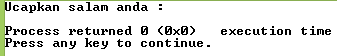 Ucapkan salam anda :
Process returned 0 (0x0)   execution time
Press any key to continue.